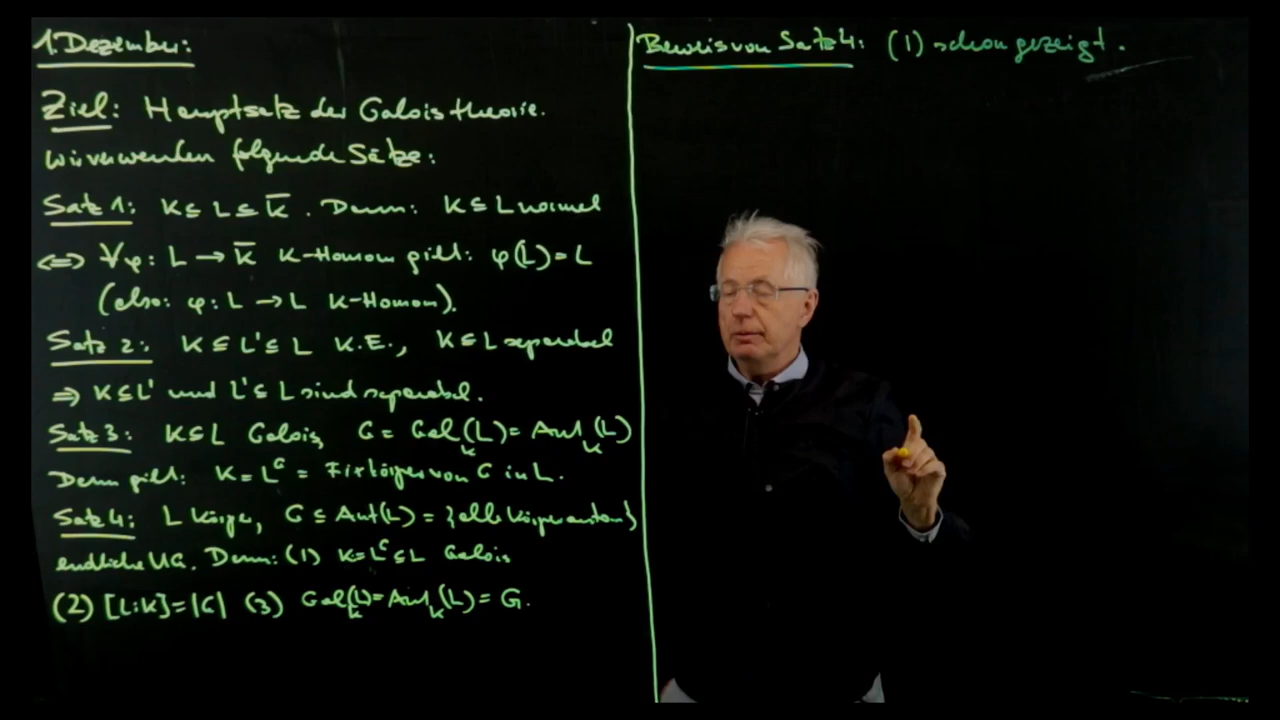 1. Dezember:
Ziel: Hauptsatz der Galoistheorie.
Wir verwenden folgende Sätze:
Satz 1: K ⊆ L ⊆ K̅. Dann: K ⊆ L normal
⇔ ∀φ: L → K̅ K-Homom gilt: φ(L) = L
(also: φ: L → L K-Homom).
Satz 2: K ⊆ L' ⊆ L K.E., K ⊆ L separabel
⇒ K ⊆ L' und L' ⊆ L sind separabel.
Satz 3: K ⊆ L Galois, G = Gal_K(L) = Aut_K(L)
Dann gilt: K = L^G = Fixkörper von G in L.
Satz 4: L Körper, G ⊆ Aut(L) = {alle Körperautom}
endliche UG. Dann: (1) K = L^G ⊆ L Galois
(2) [L:K] = |G| (3) Gal_K(L) = Aut_K(L) = G.
Beweis von Satz 4: (1) schon gezeigt.